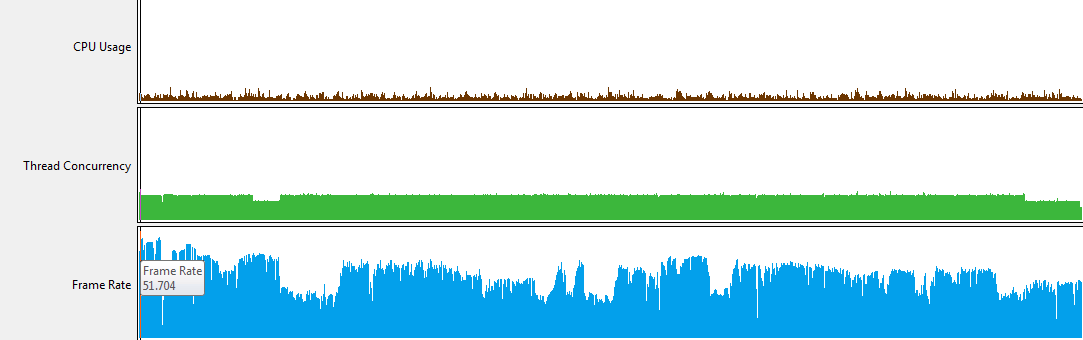 CPU Usage
Thread Concurrency
Frame Rate
Frame Rate
51.704